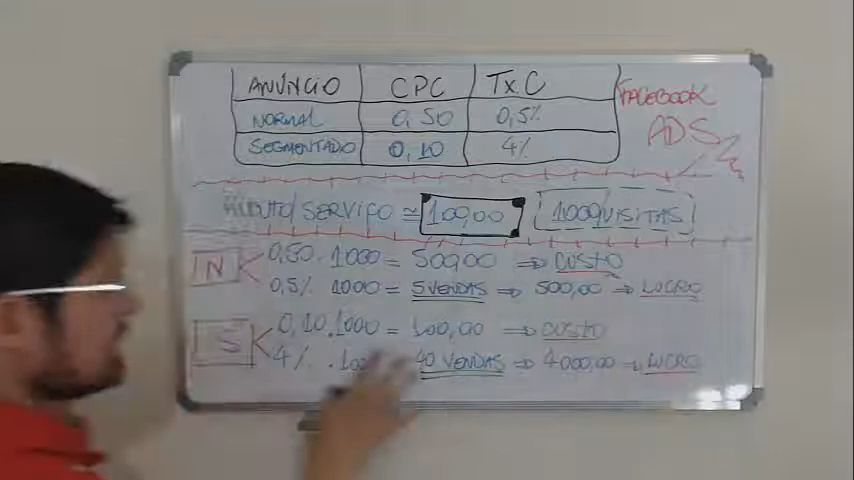 ANÚNCIO CPC TxC
NORMAL 0,50 0,5%
SEGMENTADO 0,10 4%
FACEBOOK
ADS
SERVIÇO ≅ 100,00 1000 VISITAS
N
0,50 . 1000 = 500,00 => CUSTO
0,5% 1000 = 5 VENDAS => 500,00 => LUCRO
S
0,10 . 1000 = 100,00 => CUSTO
4% . 40 VENDAS => 4000,00 => LUCRO